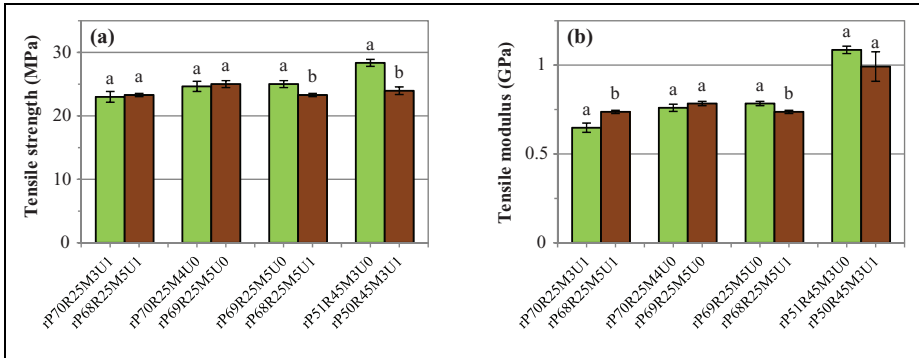 (a)
Tensile strength (MPa)
30
20
10
0
a a a a a b a b
rP70R25M3U1
rP68R25M5U1
rP70R25M4U0
rP69R25M5U0
rP69R25M5U0
rP68R25M5U1
rP51R45M3U0
rP50R45M3U1
(b)
Tensile modulus (GPa)
1
0.5
0
a b a a a b a a
rP70R25M3U1
rP68R25M5U1
rP70R25M4U0
rP69R25M5U0
rP69R25M5U0
rP68R25M5U1
rP51R45M3U0
rP50R45M3U1